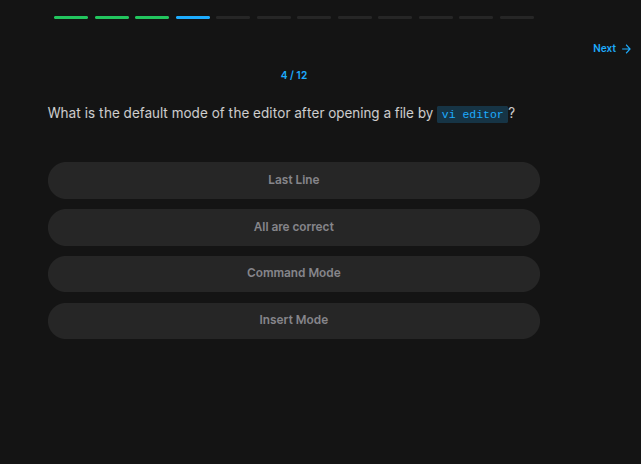 Next →
4 / 12
What is the default mode of the editor after opening a file by vi editor?
Last Line
All are correct
Command Mode
Insert Mode